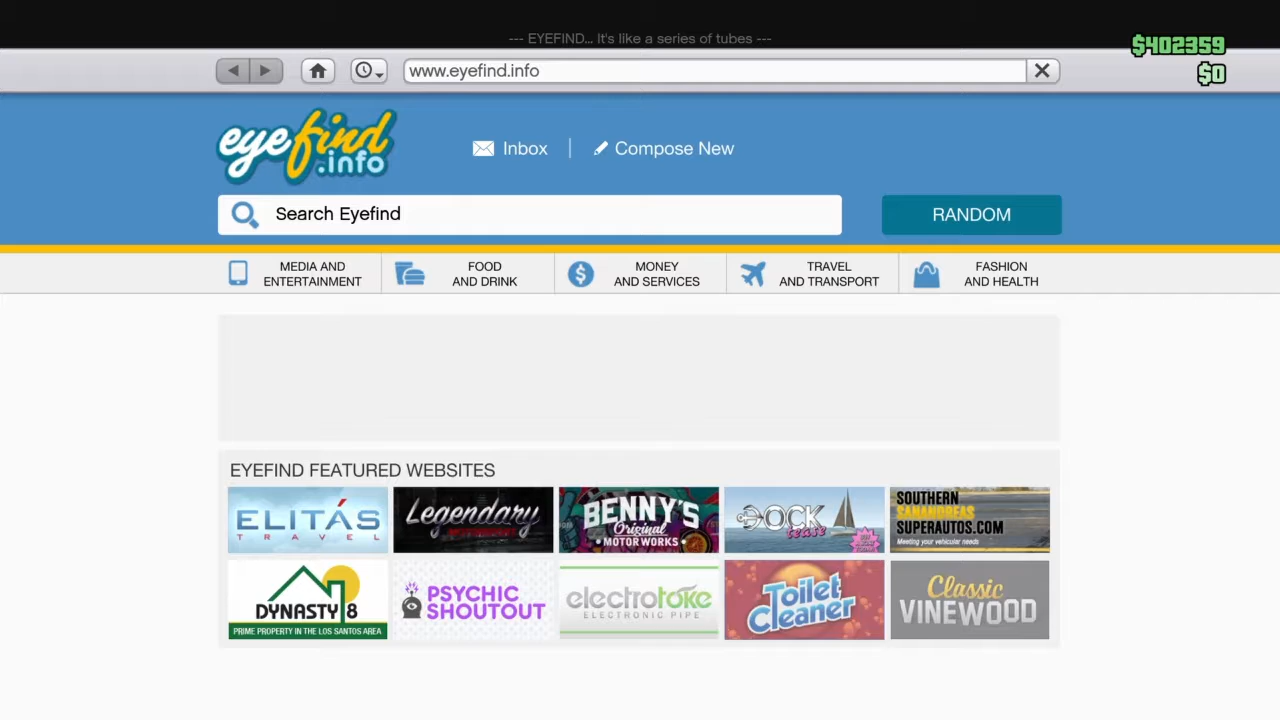 --- EYEFIND... It's like a series of tubes ---
$402359
$0
www.eyefind.info
eyefind
.info
Inbox
Compose New
Search Eyefind
RANDOM
MEDIA AND
ENTERTAINMENT
FOOD
AND DRINK
MONEY
AND SERVICES
TRAVEL
AND TRANSPORT
FASHION
AND HEALTH
EYEFIND FEATURED WEBSITES
ELITÁS
TRAVEL
Legendary
BENNY'S
Original
MOTOR WORKS
DOCK
tease
SOUTHERN
SANANDREAS
SUPERAUTOS.COM
Meeting your vehicular needs
DYNASTY 8
PRIME PROPERTY IN THE LOS SANTOS AREA
PSYCHIC
SHOUTOUT
electrotoke
ELECTRONIC PIPE
Toilet
Cleaner
Classic
VINEWOOD